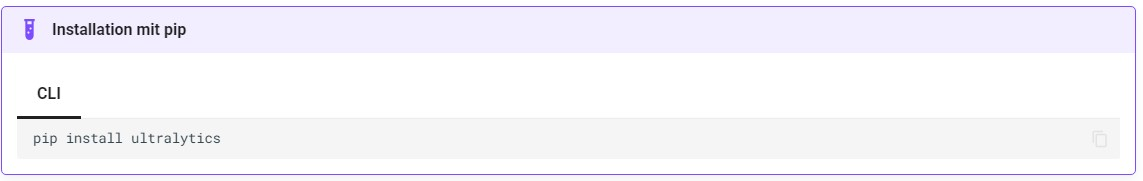 Installation mit pip
CLI
pip install ultralytics